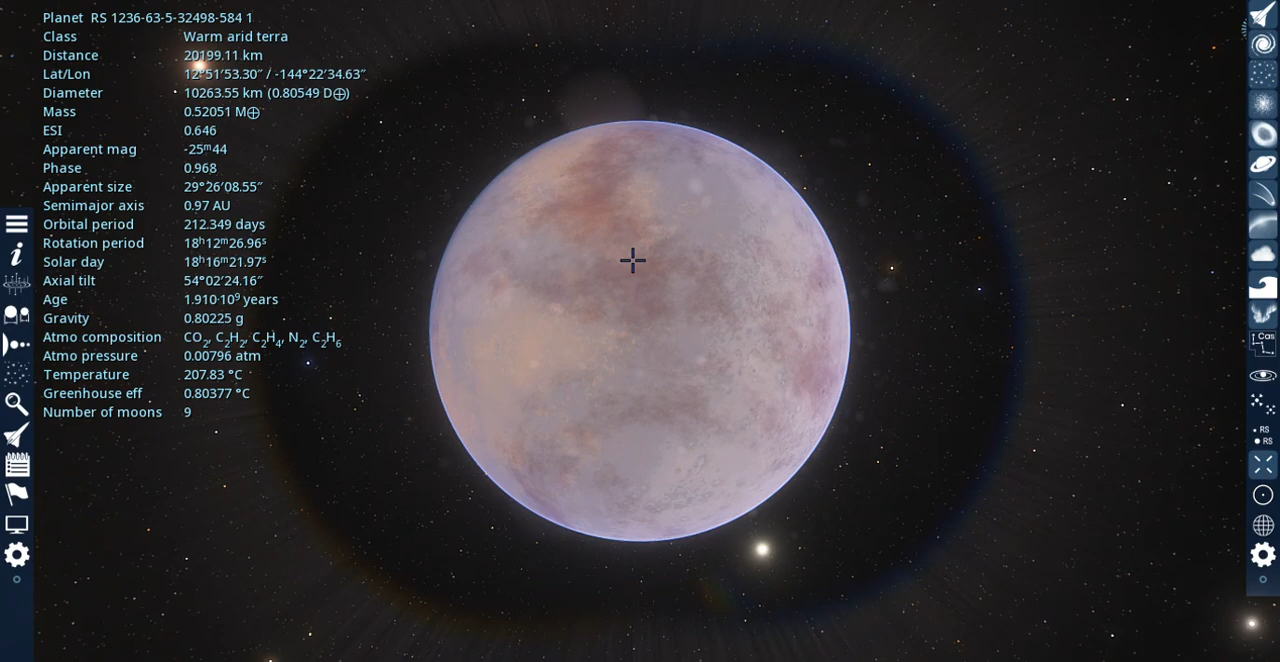 Planet RS 1236-63-5-32498-584 1
Class Warm arid terra
Distance 20199.11 km
Lat/Lon 12°51′53.30″ / -144°22′34.63″
Diameter 10263.55 km (0.80549 D⊕)
Mass 0.52051 M⊕
ESI 0.646
Apparent mag -25ᵐ44
Phase 0.968
Apparent size 29°26′08.55″
Semimajor axis 0.97 AU
Orbital period 212.349 days
Rotation period 18ʰ12ᵐ26.96ˢ
Solar day 18ʰ16ᵐ21.97ˢ
Axial tilt 54°02′24.16″
Age 1.910·10⁹ years
Gravity 0.80225 g
Atmo composition CO₂, C₂H₂, C₂H₄, N₂, C₂H₆
Atmo pressure 0.00796 atm
Temperature 207.83 °C
Greenhouse eff 0.80377 °C
Number of moons 9
Cas
RS
RS